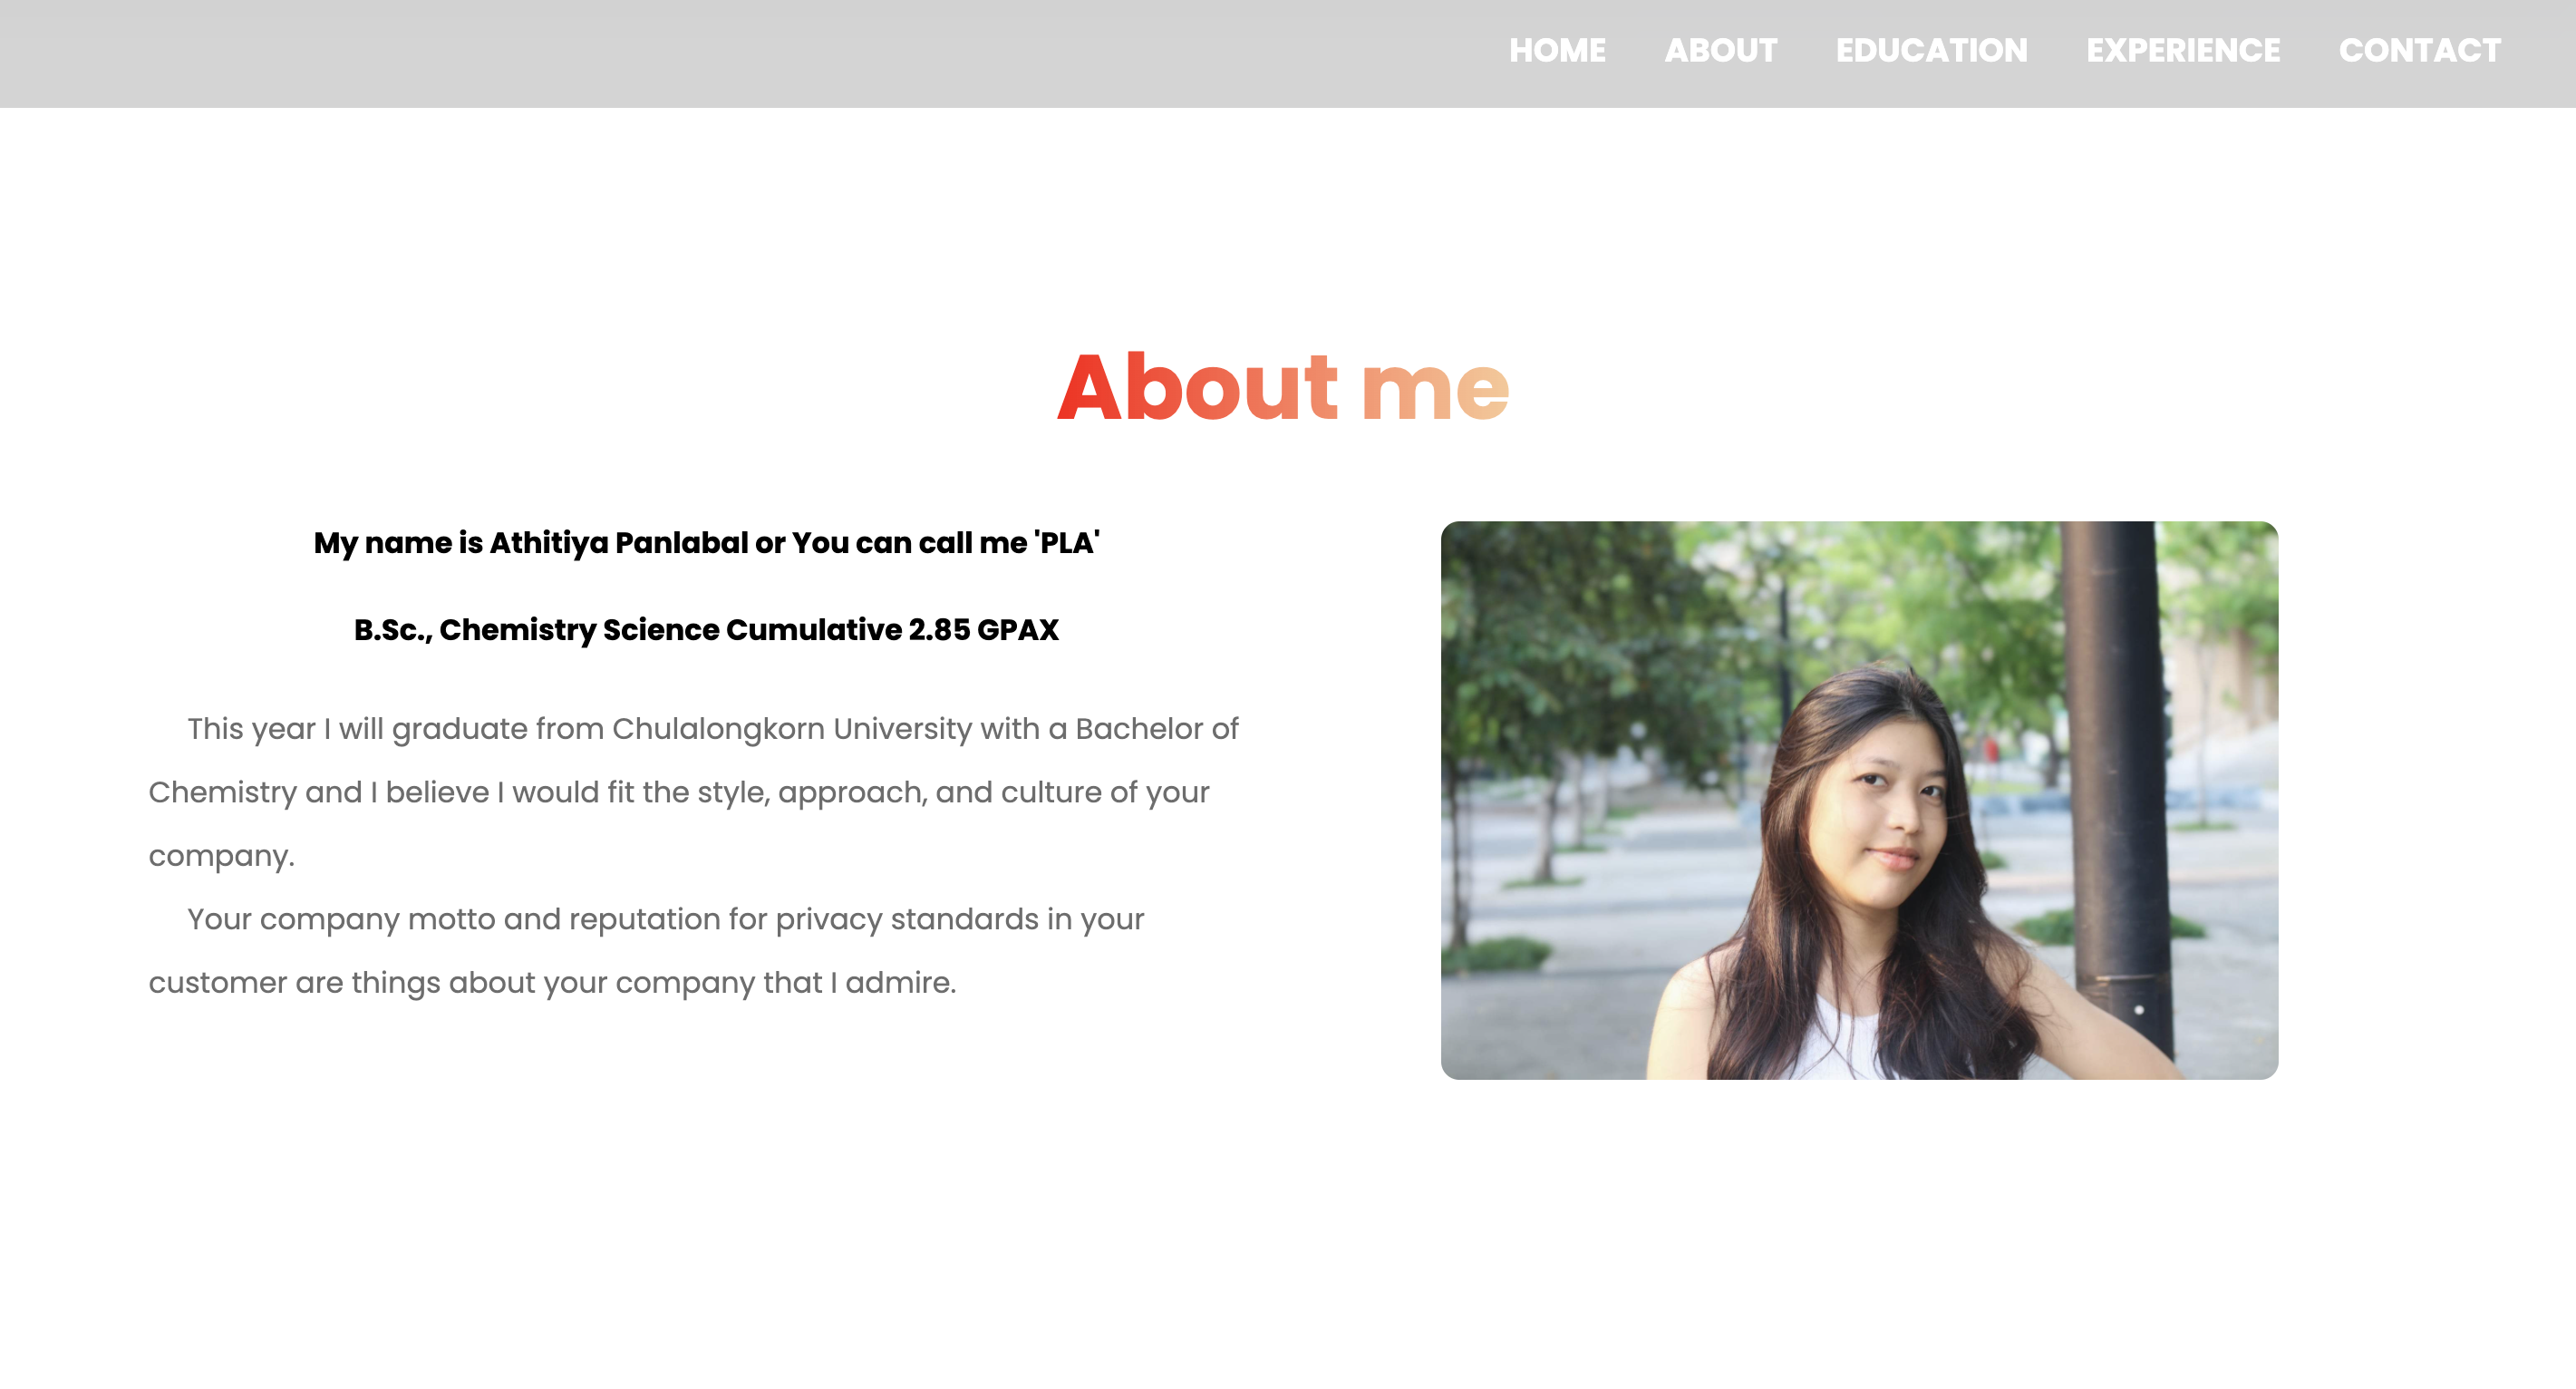 HOME ABOUT EDUCATION EXPERIENCE CONTACT
About me
My name is Athitiya Panlabal or You can call me 'PLA'
B.Sc., Chemistry Science Cumulative 2.85 GPAX
This year I will graduate from Chulalongkorn University with a Bachelor of
Chemistry and I believe I would fit the style, approach, and culture of your
company.
Your company motto and reputation for privacy standards in your
customer are things about your company that I admire.